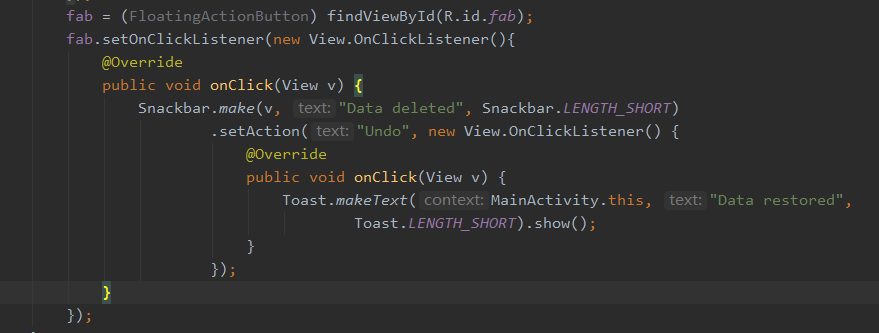 fab = (FloatingActionButton) findViewById(R.id.fab);
fab.setOnClickListener(new View.OnClickListener(){
@Override
public void onClick(View v) {
Snackbar.make(v, text: "Data deleted", Snackbar.LENGTH_SHORT)
.setAction( text: "Undo", new View.OnClickListener() {
@Override
public void onClick(View v) {
Toast.makeText( context: MainActivity.this, text: "Data restored",
Toast.LENGTH_SHORT).show();
}
});
}
});